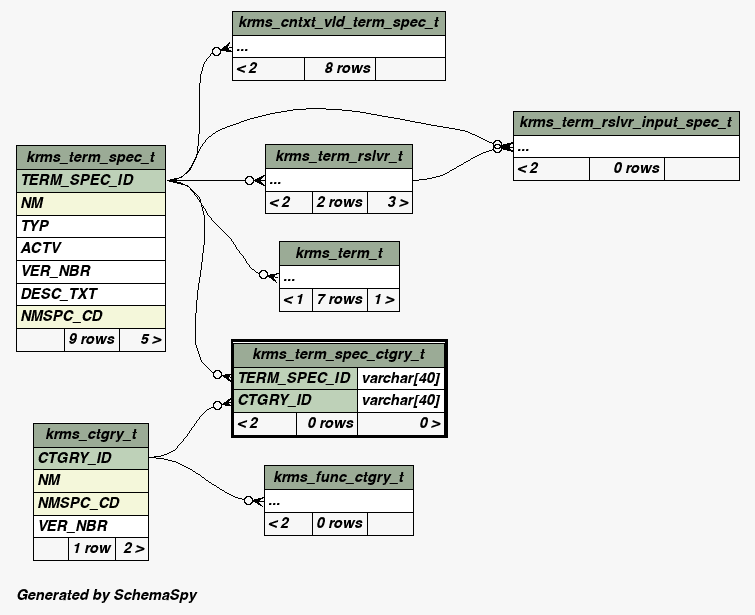 krms_cntxt_vld_term_spec_t
...
< 2 8 rows
krms_term_rslvr_input_spec_t
...
< 2 0 rows
krms_term_spec_t
TERM_SPEC_ID
NM
TYP
ACTV
VER_NBR
DESC_TXT
NMSPC_CD
9 rows 5 >
krms_term_rslvr_t
...
< 2 2 rows 3 >
krms_term_t
...
< 1 7 rows 1 >
krms_term_spec_ctgry_t
TERM_SPEC_ID varchar[40]
CTGRY_ID varchar[40]
< 2 0 rows 0 >
krms_ctgry_t
CTGRY_ID
NM
NMSPC_CD
VER_NBR
1 row 2 >
krms_func_ctgry_t
...
< 2 0 rows
Generated by SchemaSpy